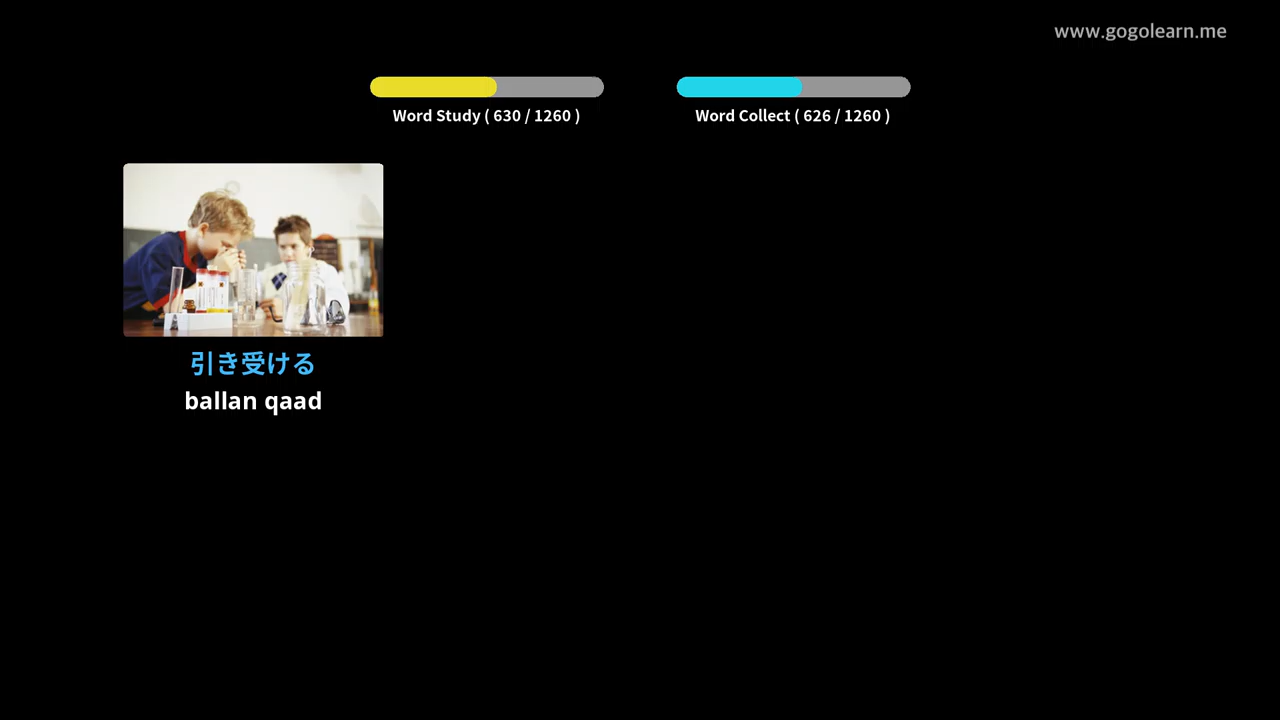 www.gogolearn.me
Word Study ( 630 / 1260 )
Word Collect ( 626 / 1260 )
引き受ける
ballan qaad